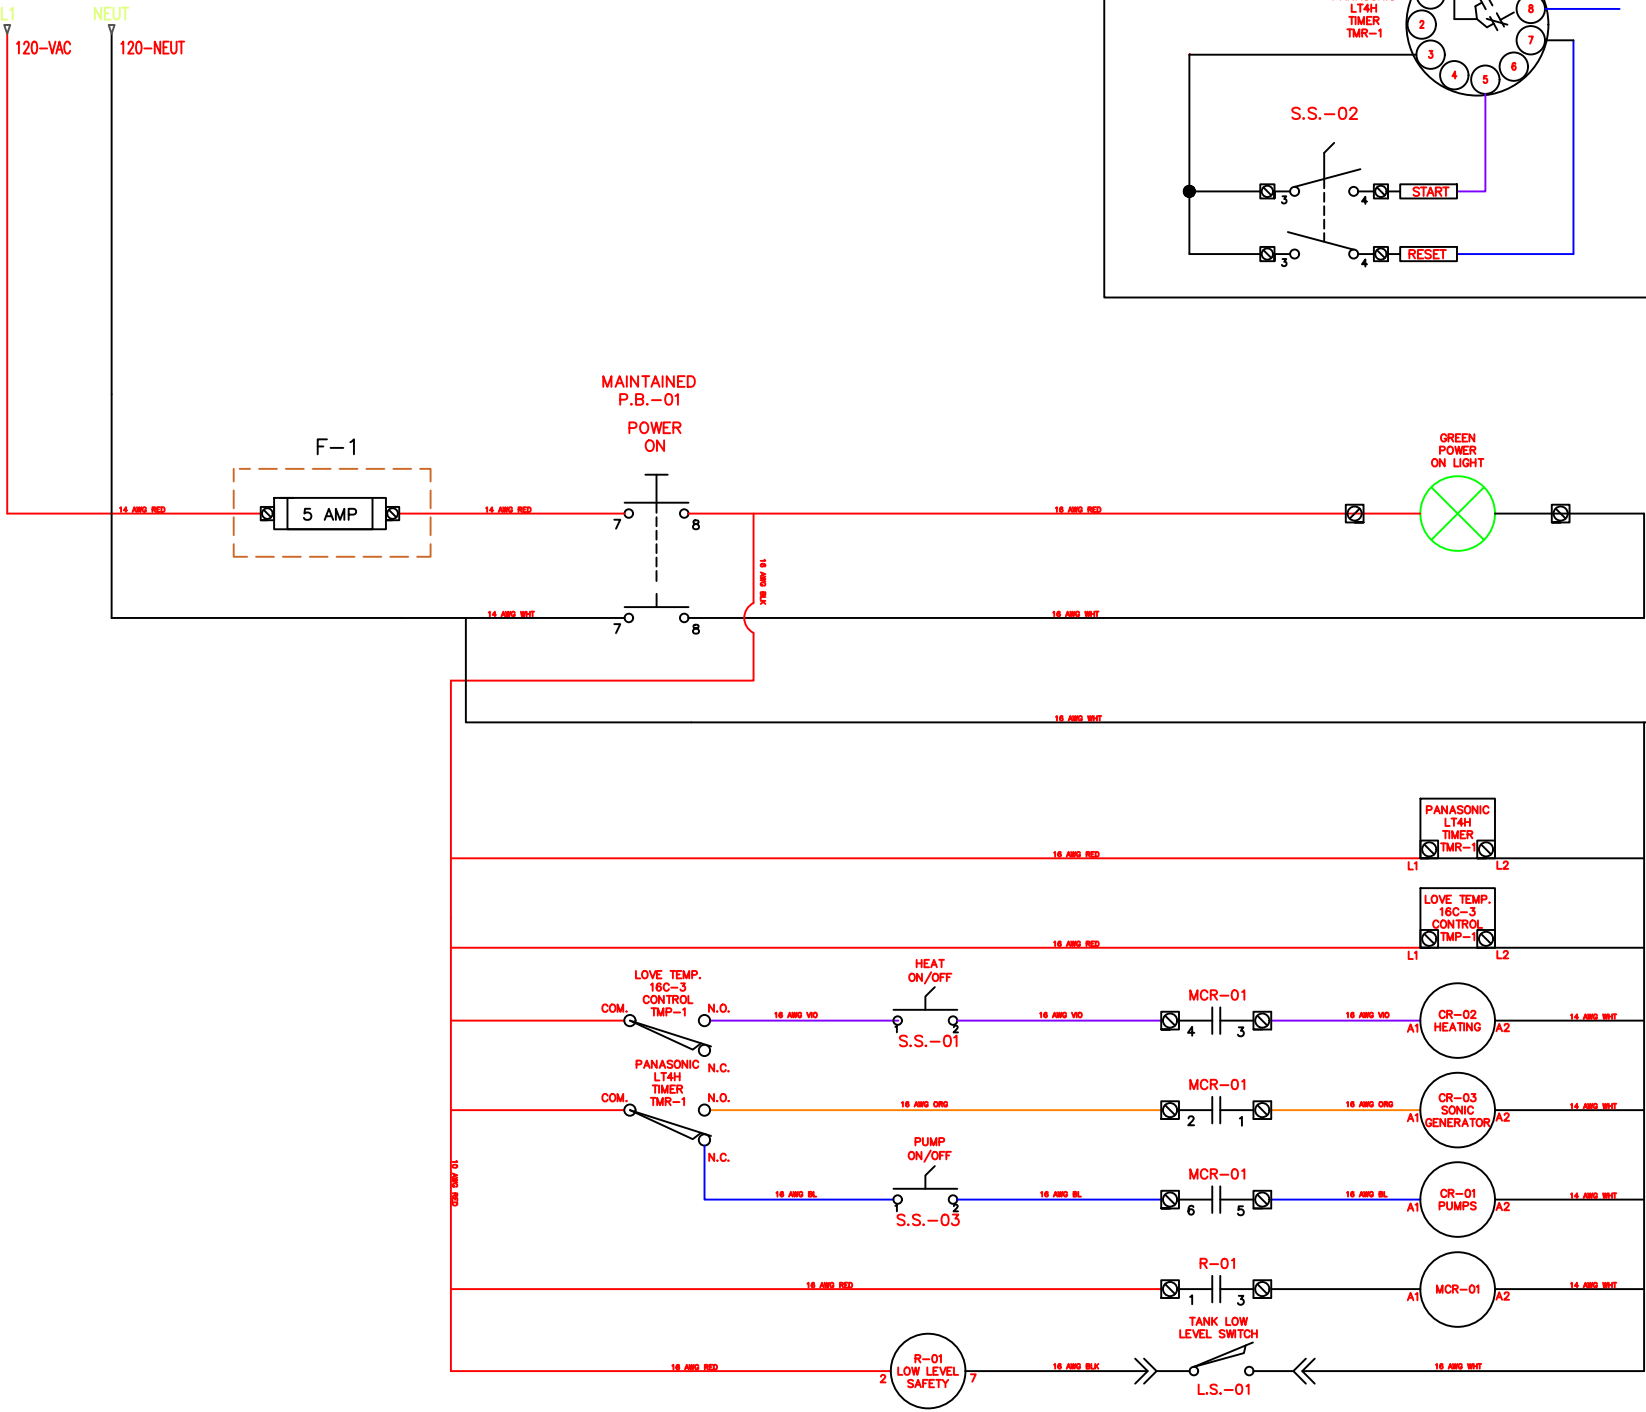 L1
NEUT
120-VAC
120-NEUT
LT4H
TIMER
TMR-1
2
3
4
5
6
7
8
S.S.-02
3
4
START
3
4
RESET
MAINTAINED
P.B.-01
POWER
ON
F-1
5 AMP
14 AWG RED
14 AWG RED
7
8
16 AWG RED
GREEN
POWER
ON LIGHT
16 AWG BLK
14 AWG WHT
7
8
16 AWG WHT
16 AWG WHT
PANASONIC
LT4H
TIMER
TMR-1
L1
L2
16 AWG RED
LOVE TEMP.
16C-3
CONTROL
TMP-1
L1
L2
16 AWG RED
LOVE TEMP.
16C-3
CONTROL
TMP-1
COM.
N.O.
N.C.
16 AWG VIO
HEAT
ON/OFF
1
2
S.S.-01
16 AWG VIO
MCR-01
4
3
16 AWG VIO
CR-02
HEATING
A1
A2
14 AWG WHT
PANASONIC
LT4H
TIMER
TMR-1
COM.
N.O.
N.C.
16 AWG ORG
MCR-01
2
1
16 AWG ORG
CR-03
SONIC
GENERATOR
A1
A2
14 AWG WHT
10 AWG RED
PUMP
ON/OFF
16 AWG BL
1
2
S.S.-03
16 AWG BL
MCR-01
6
5
16 AWG BL
CR-01
PUMPS
A1
A2
14 AWG WHT
16 AWG RED
R-01
1
3
MCR-01
A1
A2
14 AWG WHT
TANK LOW
LEVEL SWITCH
16 AWG RED
R-01
LOW LEVEL
SAFETY
2
7
16 AWG BLK
L.S.-01
16 AWG WHT